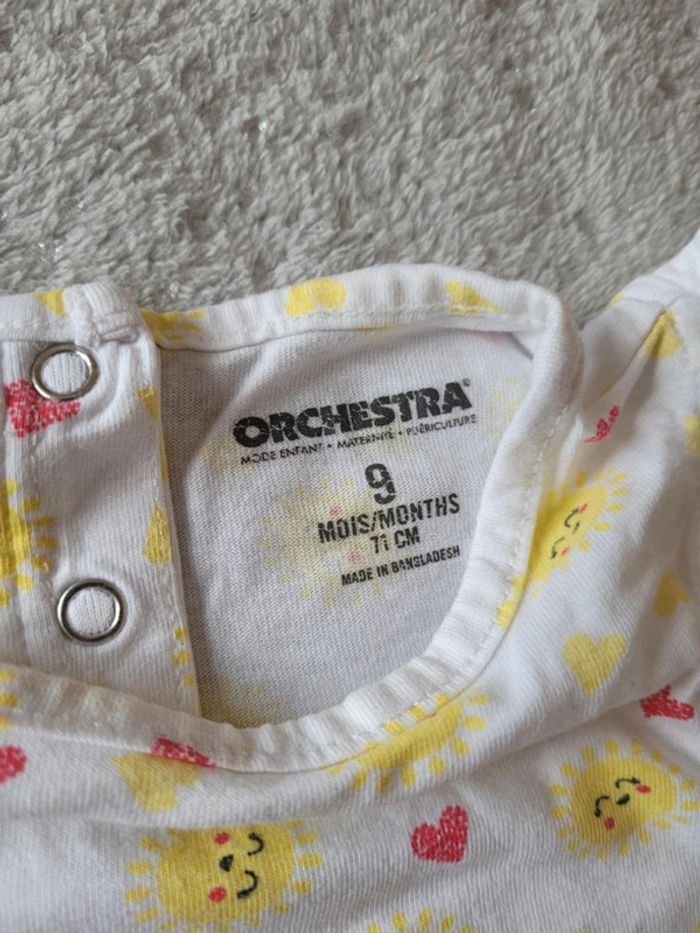 ORCHESTRA®
MODE ENFANT • MATERNITÉ • PUÉRICULTURE
9
MOIS/MONTHS
71 CM
MADE IN BANGLADESH